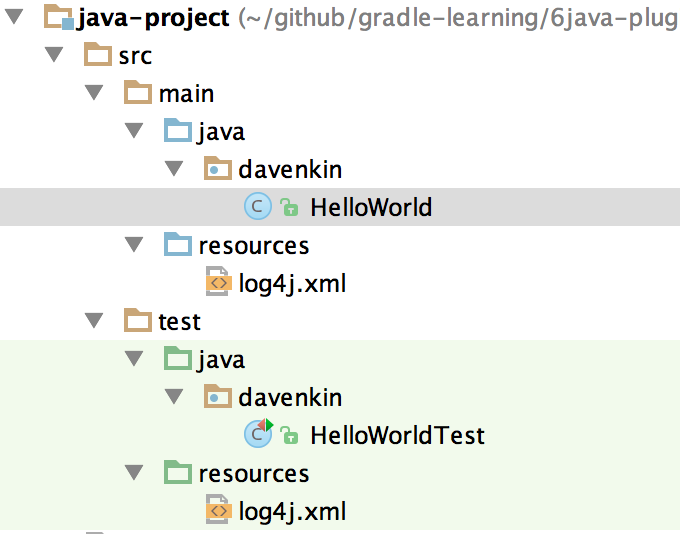 java-project (~/github/gradle-learning/6java-plug
src
main
java
davenkin
C HelloWorld
resources
<> log4j.xml
test
java
davenkin
C HelloWorldTest
resources
<> log4j.xml